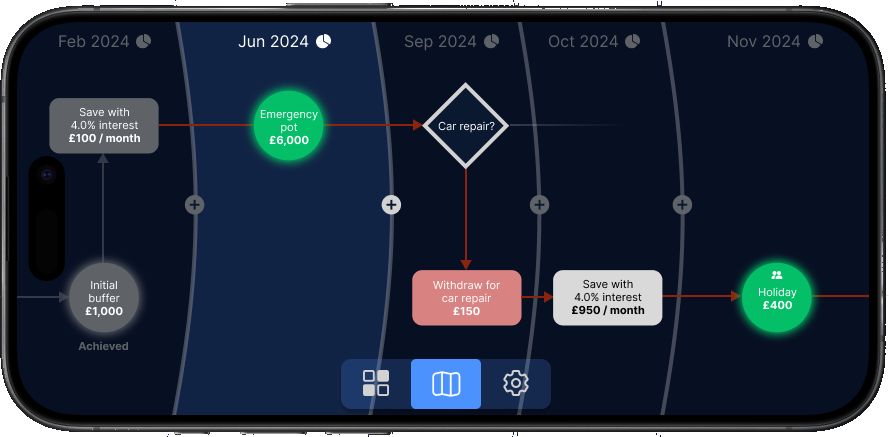 Feb 2024
Jun 2024
Sep 2024
Oct 2024
Nov 2024
Save with
4.0% interest
£100 / month
Emergency
pot
£6,000
Car repair?
Initial
buffer
£1,000
Achieved
Withdraw for
car repair
£150
Save with
4.0% interest
£950 / month
Holiday
£400